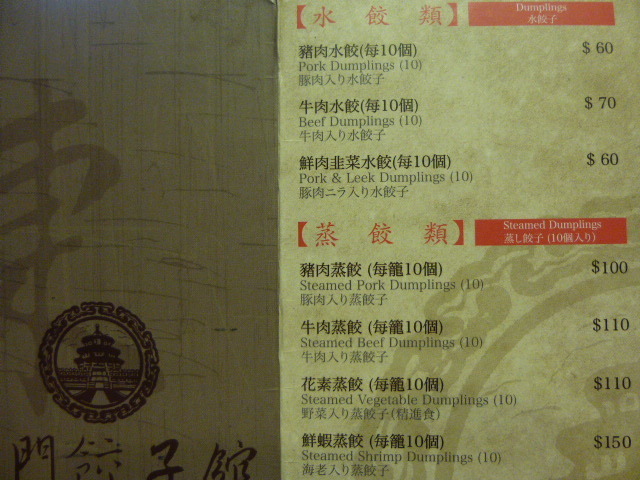 【水餃類】 Dumplings
水餃子
豬肉水餃(每10個) $ 60
Pork Dumplings (10)
豚肉入り水餃子
牛肉水餃(每10個) $ 70
Beef Dumplings (10)
牛肉入り水餃子
鮮肉韭菜水餃(每10個) $ 60
Pork & Leek Dumplings (10)
豚肉ニラ入り水餃子
【蒸餃類】 Steamed Dumplings
蒸し餃子 (10個入り)
豬肉蒸餃 (每籠10個) $100
Steamed Pork Dumplings (10)
豚肉入り蒸餃子
牛肉蒸餃 (每籠10個) $110
Steamed Beef Dumplings (10)
牛肉入り蒸餃子
花素蒸餃 (每籠10個) $110
Steamed Vegetable Dumplings (10)
野菜入り蒸餃子(精進食)
鮮蝦蒸餃 (每籠10個) $150
Steamed Shrimp Dumplings (10)
海老入り蒸餃子
門餃子館